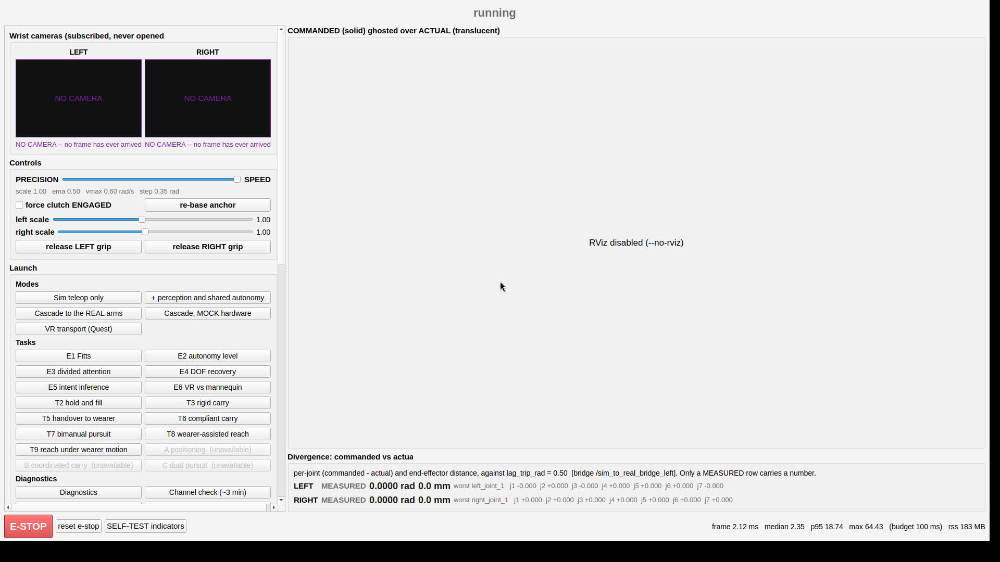 running
Wrist cameras (subscribed, never opened
LEFT RIGHT
NO CAMERA NO CAMERA
NO CAMERA -- no frame has ever arrived NO CAMERA -- no frame has ever arrived
Controls
PRECISION SPEED
scale 1.00 ema 0.50 vmax 0.60 rad/s step 0.35 rad
force clutch ENGAGED re-base anchor
left scale 1.00
right scale 1.00
release LEFT grip release RIGHT grip
Launch
Modes
Sim teleop only + perception and shared autonomy
Cascade to the REAL arms Cascade, MOCK hardware
VR transport (Quest)
Tasks
E1 Fitts E2 autonomy level
E3 divided attention E4 DOF recovery
E5 intent inference E6 VR vs mannequin
T2 hold and fill T3 rigid carry
T5 handover to wearer T6 compliant carry
T7 bimanual pursuit T8 wearer-assisted reach
T9 reach under wearer motion A positioning (unavailable)
B coordinated carry (unavailable) C dual pursuit (unavailable)
Diagnostics
Diagnostics Channel check (~3 min)
COMMANDED (solid) ghosted over ACTUAL (translucent)
RViz disabled (--no-rviz)
Divergence: commanded vs actua
per-joint (commanded - actual) and end-effector distance, against lag_trip_rad = 0.50 [bridge /sim_to_real_bridge_left]. Only a MEASURED row carries a number.
LEFT MEASURED 0.0000 rad 0.0 mm worst left_joint_1 j1 -0.000 j2 +0.000 j3 -0.000 j4 +0.000 j5 +0.000 j6 +0.000 j7 -0.000
RIGHT MEASURED 0.0000 rad 0.0 mm worst right_joint_1 j1 +0.000 j2 +0.000 j3 +0.000 j4 +0.000 j5 +0.000 j6 +0.000 j7 +0.000
E-STOP reset e-stop SELF-TEST indicators frame 2.12 ms median 2.35 p95 18.74 max 64.43 (budget 100 ms) rss 183 MB